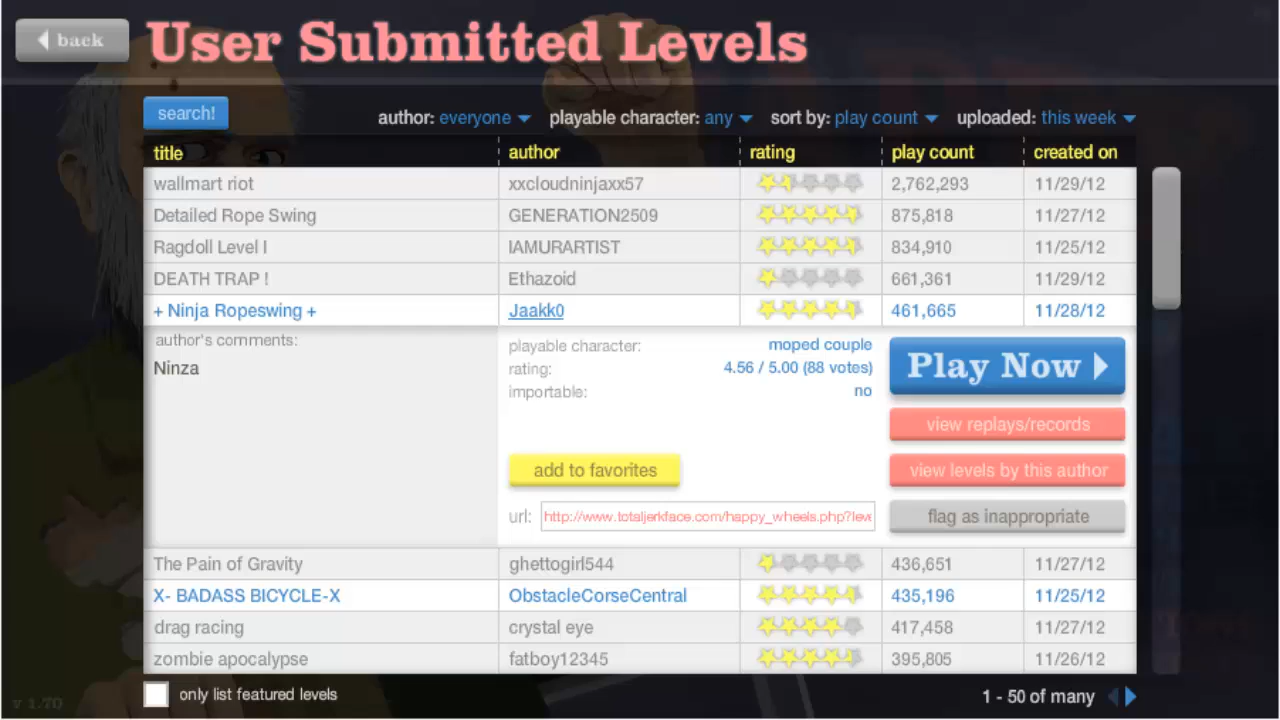 back User Submitted Levels
search! author: everyone playable character: any sort by: play count uploaded: this week
title author rating play count created on
wallmart riot xxcloudninjaxx57 2,762,293 11/29/12
Detailed Rope Swing GENERATION2509 875,818 11/27/12
Ragdoll Level I IAMURARTIST 834,910 11/25/12
DEATH TRAP ! Ethazoid 661,361 11/29/12
+ Ninja Ropeswing + Jaakk0 461,665 11/28/12
author's comments:
Ninza
playable character: moped couple
rating: 4.56 / 5.00 (88 votes)
importable: no
add to favorites
url: http://www.totaljerkface.com/happy_wheels.php?leve
Play Now
view replays/records
view levels by this author
flag as inappropriate
The Pain of Gravity ghettogirl544 436,651 11/27/12
X- BADASS BICYCLE-X ObstacleCorseCentral 435,196 11/25/12
drag racing crystal eye 417,458 11/27/12
zombie apocalypse fatboy12345 395,805 11/26/12
only list featured levels 1 - 50 of many
v 1.70